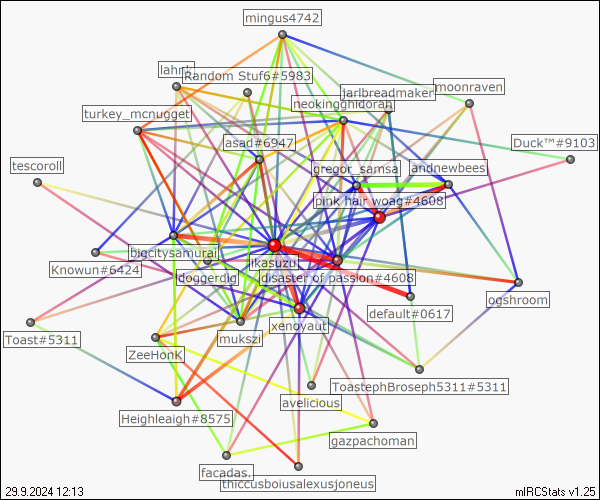 mingus4742
lahnk
Random Stuf6#5983
jarlbreadmaker
moonraven
neokingghidorah
turkey_mcnugget
asad#6947
Duck™#9103
tescoroll
gregor_samsa
andnewbees
pink hair woag#4608
bigcitysamurai
ikasuzu
Knowun#6424
doggerdig
disaster of passion#4608
ogshroom
default#0617
xenoyaut
Toast#5311
mukszi
ZeeHonK
ToastephBroseph5311#5311
avelicious
Heighleaigh#8575
gazpachoman
facadas.
thiccusboiusalexusjoneus
29.9.2024 12:13
mIRCStats v1.25